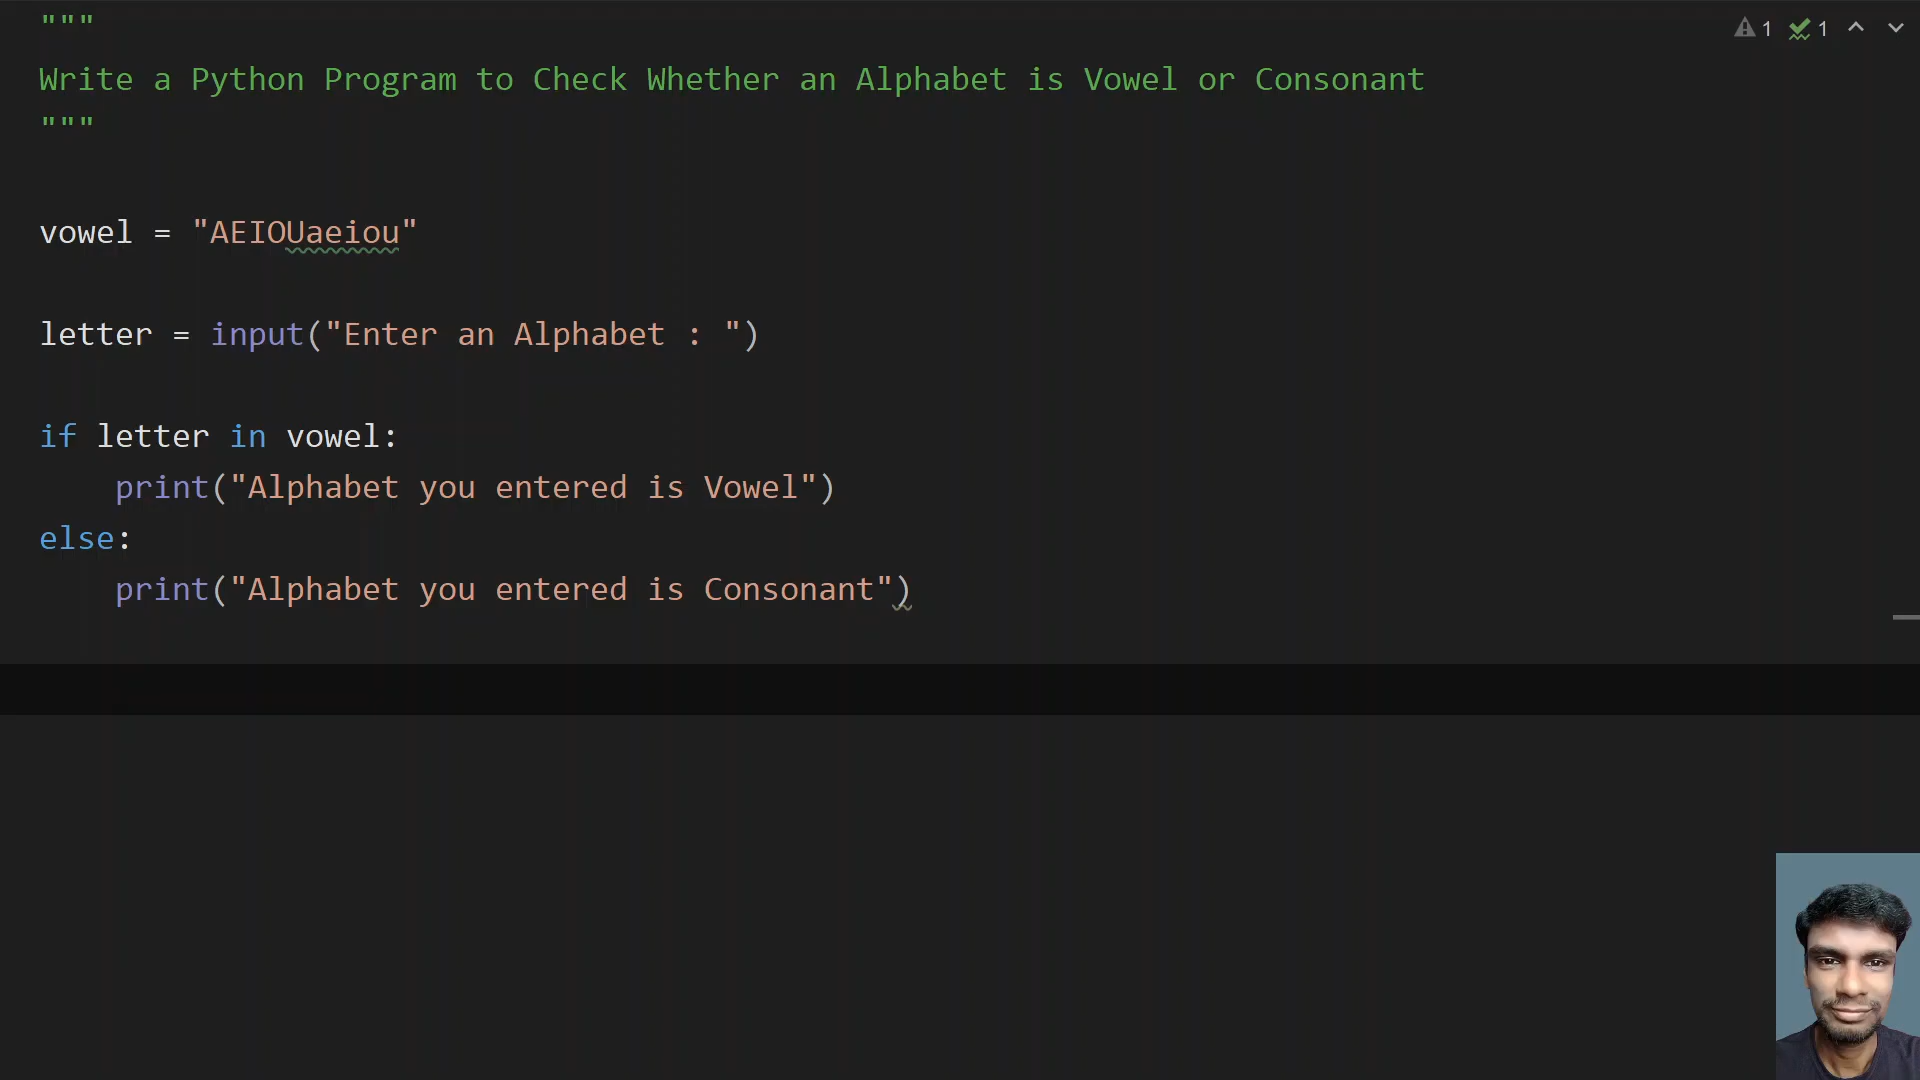 """
1 1
Write a Python Program to Check Whether an Alphabet is Vowel or Consonant
"""
vowel = "AEIOUaeiou"
letter = input("Enter an Alphabet : ")
if letter in vowel:
    print("Alphabet you entered is Vowel")
else:
    print("Alphabet you entered is Consonant")